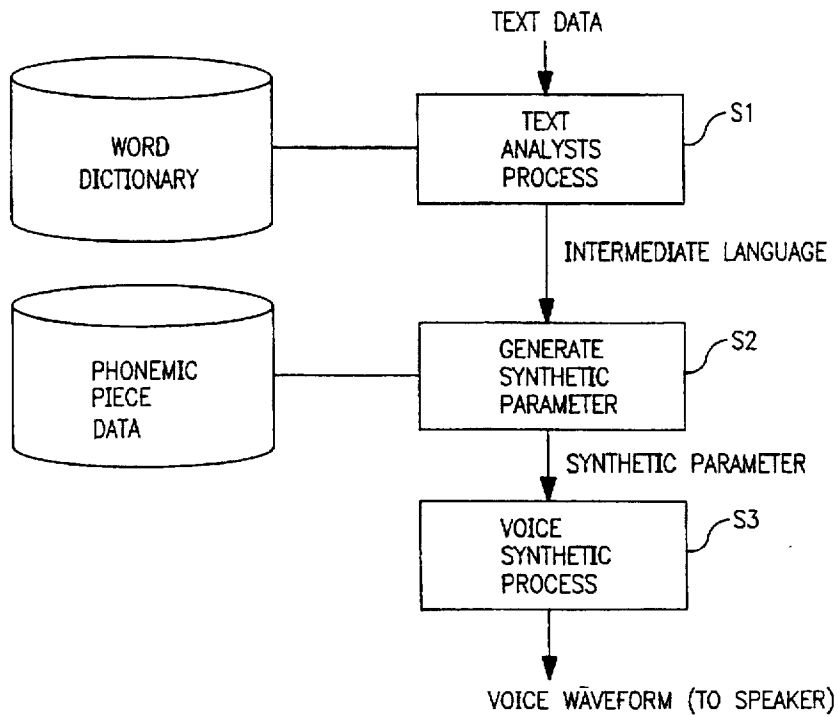 TEXT DATA
TEXT
ANALYSTS
PROCESS
S1
WORD
DICTIONARY
INTERMEDIATE LANGUAGE
GENERATE
SYNTHETIC
PARAMETER
S2
PHONEMIC
PIECE
DATA
SYNTHETIC PARAMETER
VOICE
SYNTHETIC
PROCESS
S3
VOICE WAVEFORM (TO SPEAKER)